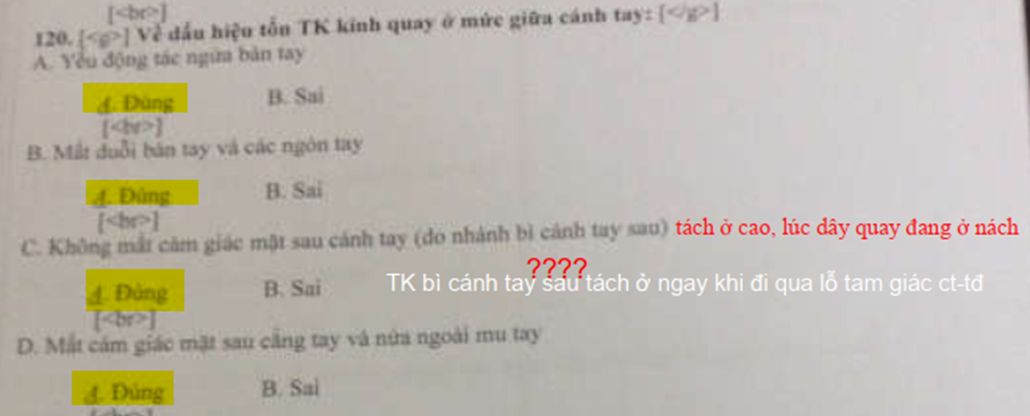 [<br>]
120. [<g>] Về dấu hiệu tổn TK kinh quay ở mức giữa cánh tay: [</g>]
A. Yếu động tác ngửa bàn tay
A. Đúng B. Sai
[<br>]
B. Mất duỗi bàn tay và các ngón tay
A. Đúng B. Sai
[<br>]
C. Không mất cảm giác mặt sau cánh tay (do nhánh bì cánh tay sau) tách ở cao, lúc dây quay đang ở nách
????
A. Đúng B. Sai TK bì cánh tay sau tách ở ngay khi đi qua lỗ tam giác ct-tđ
[<br>]
D. Mất cảm giác mặt sau cẳng tay và nửa ngoài mu tay
A. Đúng B. Sai